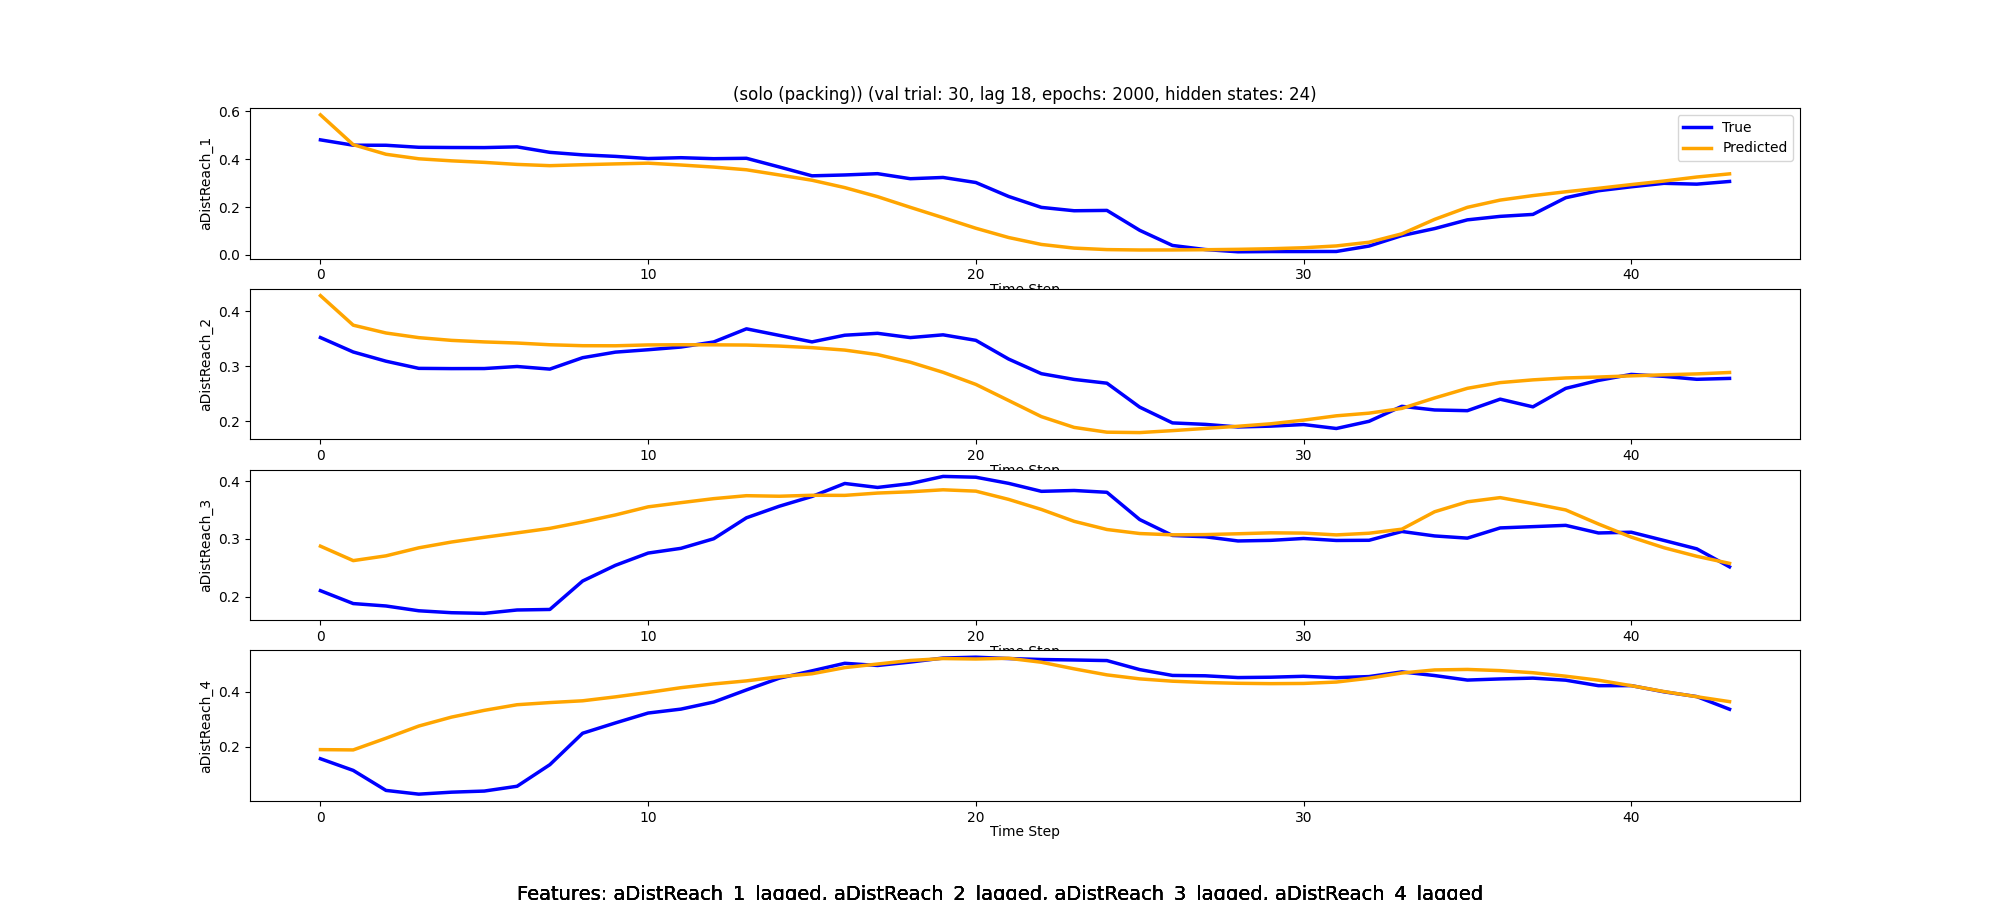 (solo (packing)) (val trial: 30, lag 18, epochs: 2000, hidden states: 24)
aDistReach_1
0.6
0.4
0.2
0.0
True
Predicted
0 10 20 30 40
Time Step
aDistReach_2
0.4
0.3
0.2
0 10 20 30 40
Time Step
aDistReach_3
0.4
0.3
0.2
0 10 20 30 40
Time Step
aDistReach_4
0.4
0.2
0 10 20 30 40
Time Step
Features: aDistReach_1_lagged, aDistReach_2_lagged, aDistReach_3_lagged, aDistReach_4_lagged